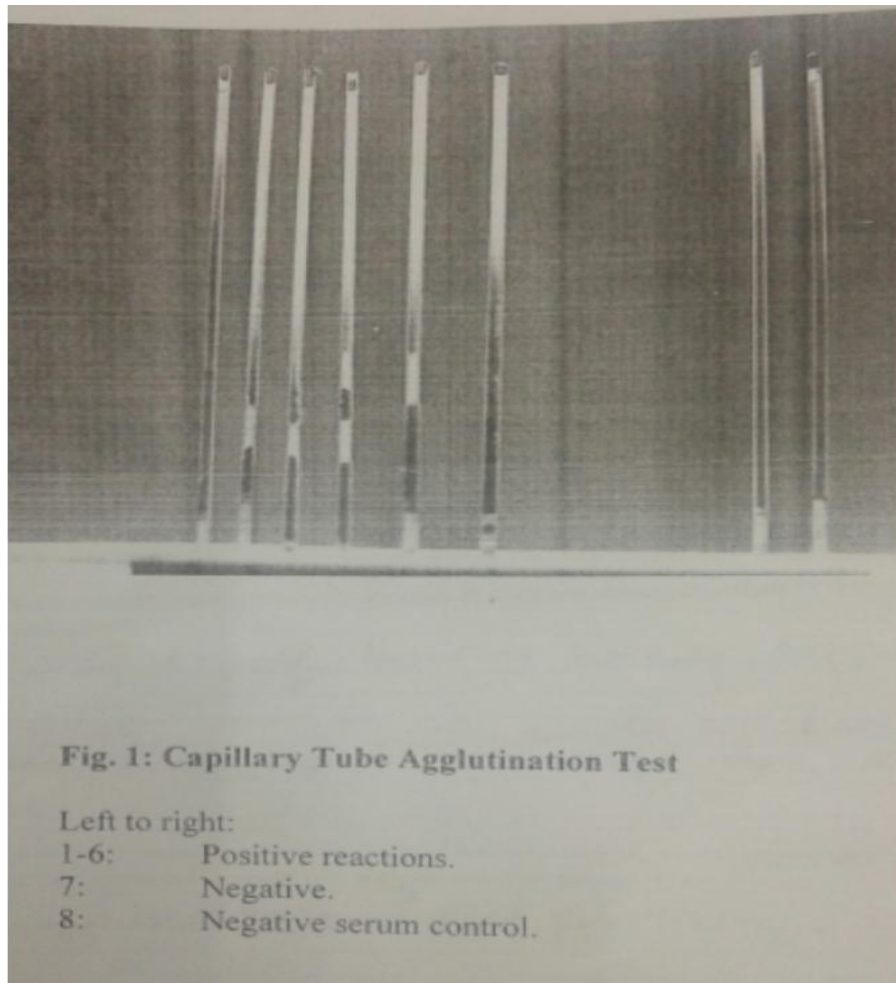 Fig. 1: Capillary Tube Agglutination Test
Left to right:
1-6: Positive reactions.
7: Negative.
8: Negative serum control.